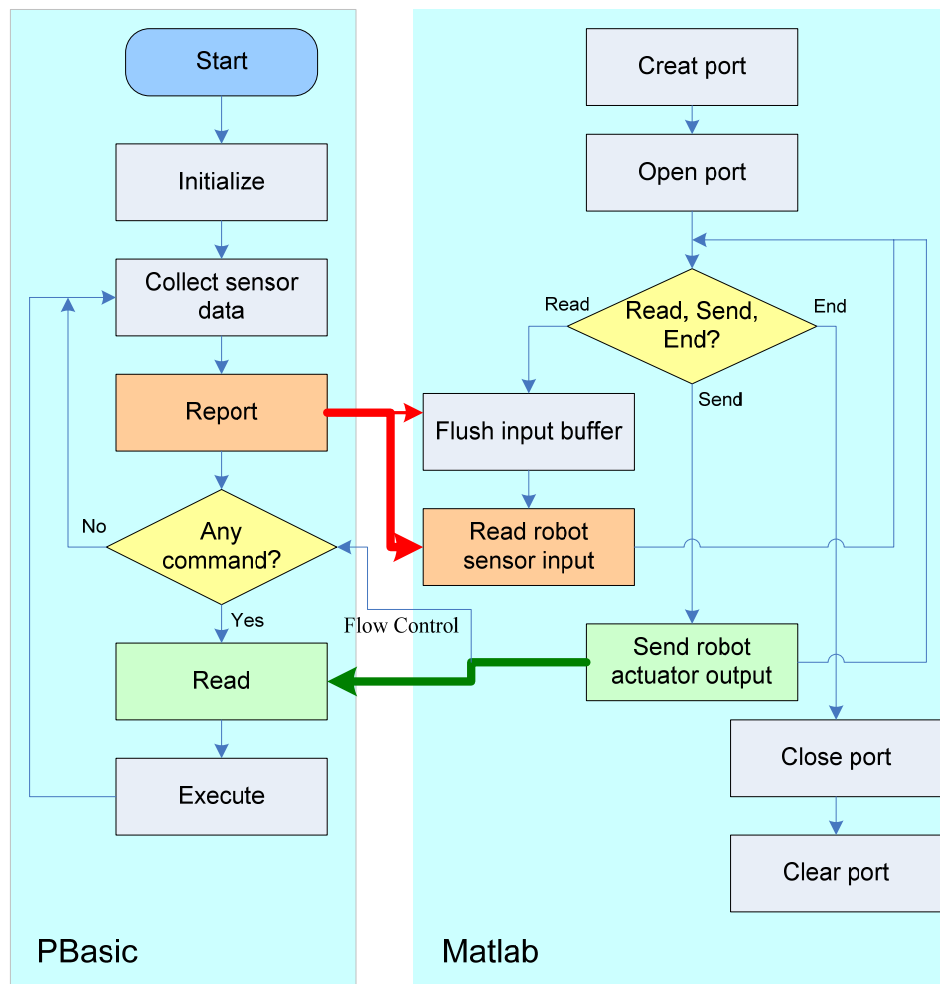 Start
Initialize
Collect sensor
data
Report
Any
command?
No
Yes
Read
Execute
PBasic
Flow Control
Creat port
Open port
Read, Send,
End?
Read
Send
End
Flush input buffer
Read robot
sensor input
Send robot
actuator output
Close port
Clear port
Matlab